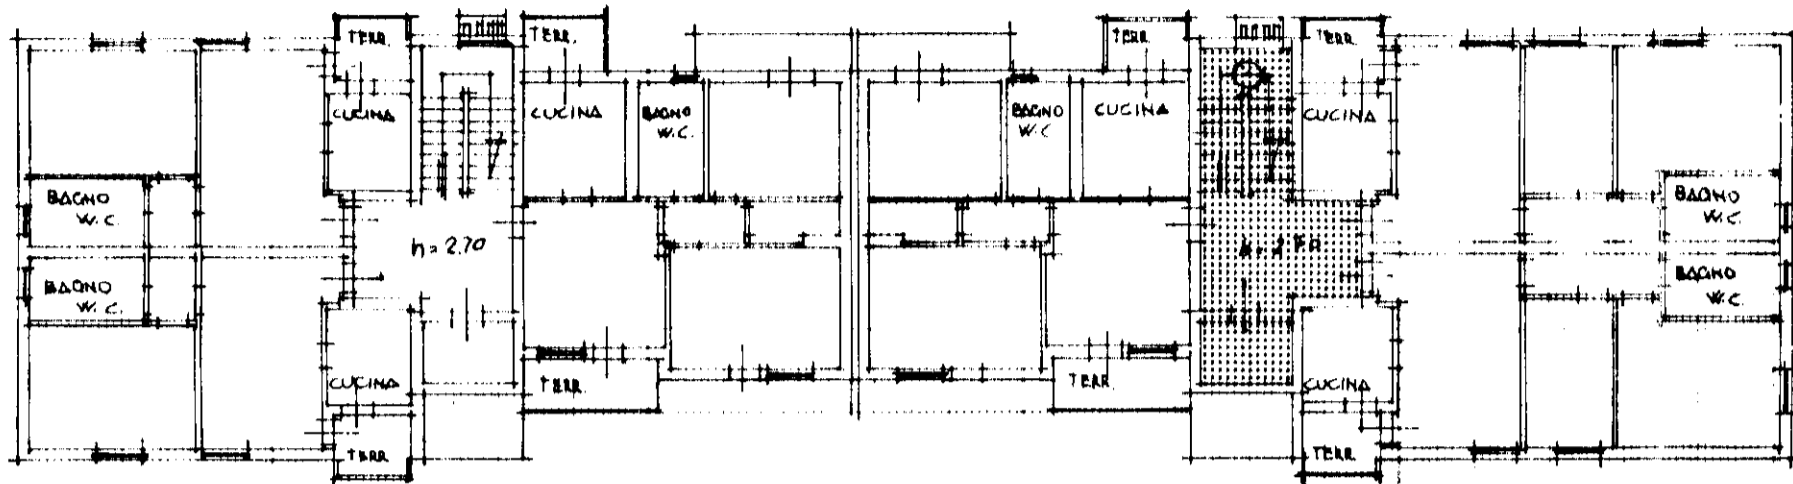 TERR.
TERR.
TERR.
TERR.
CUCINA
CUCINA
BAGNO
W.C.
BAGNO
W.C.
CUCINA
CUCINA
BAGNO
W.C.
BAGNO
W.C.
h=2.70
BAGNO
W.C.
BAGNO
W.C.
CUCINA
TERR.
TERR.
CUCINA
TERR
TERR.